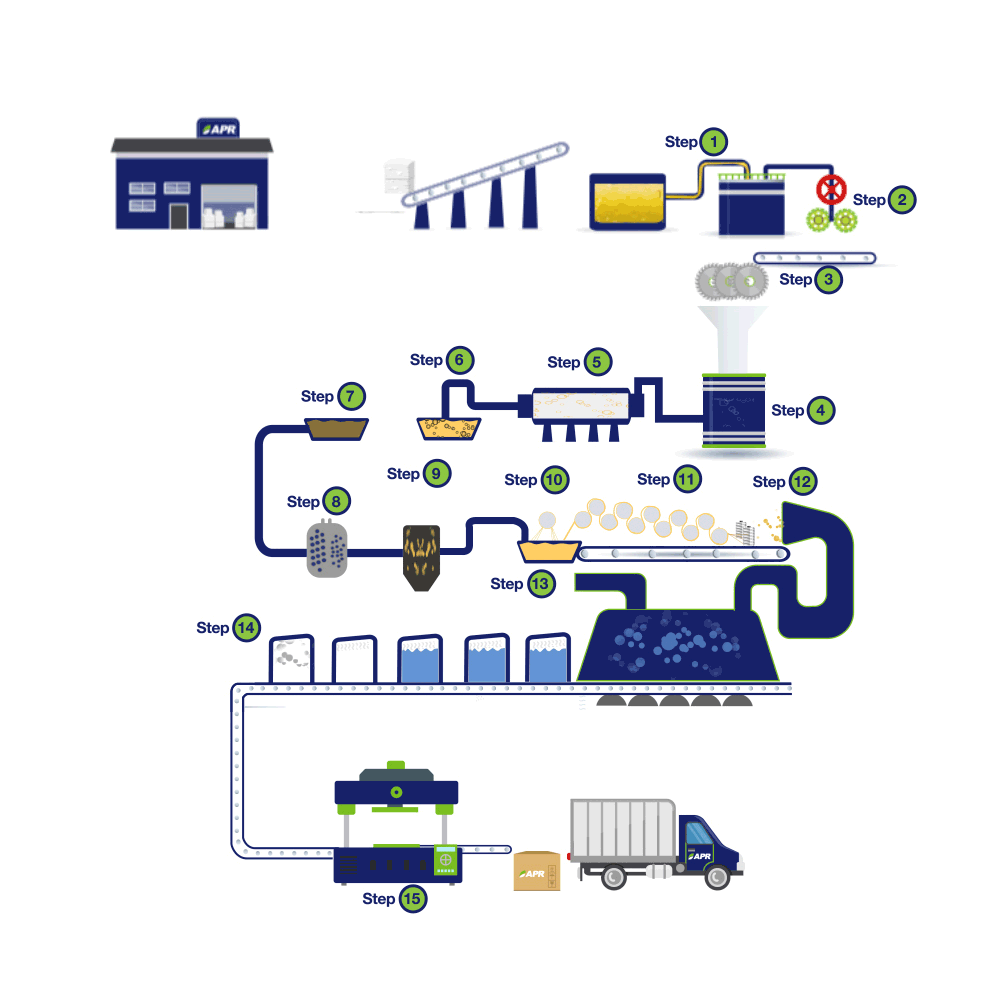 APR
Step 1
Step 2
Step 3
Step 6
Step 5
Step 7
Step 4
Step 9
Step 10
Step 11
Step 12
Step 8
Step 13
Step 14
APR
APR
Step 15